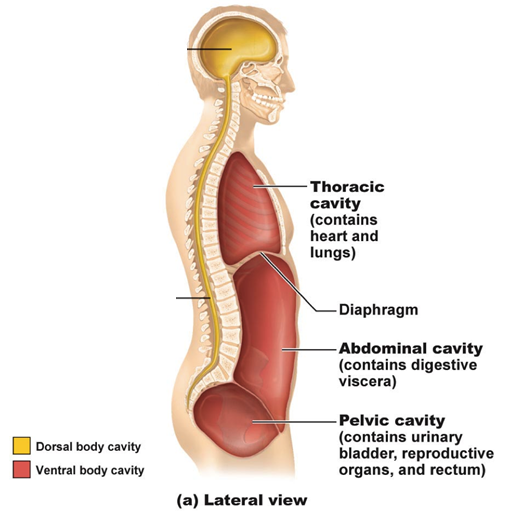 Thoracic
cavity
(contains
heart and
lungs)
Diaphragm
Abdominal cavity
(contains digestive
viscera)
Pelvic cavity
(contains urinary
bladder, reproductive
organs, and rectum)
Dorsal body cavity
Ventral body cavity
(a) Lateral view